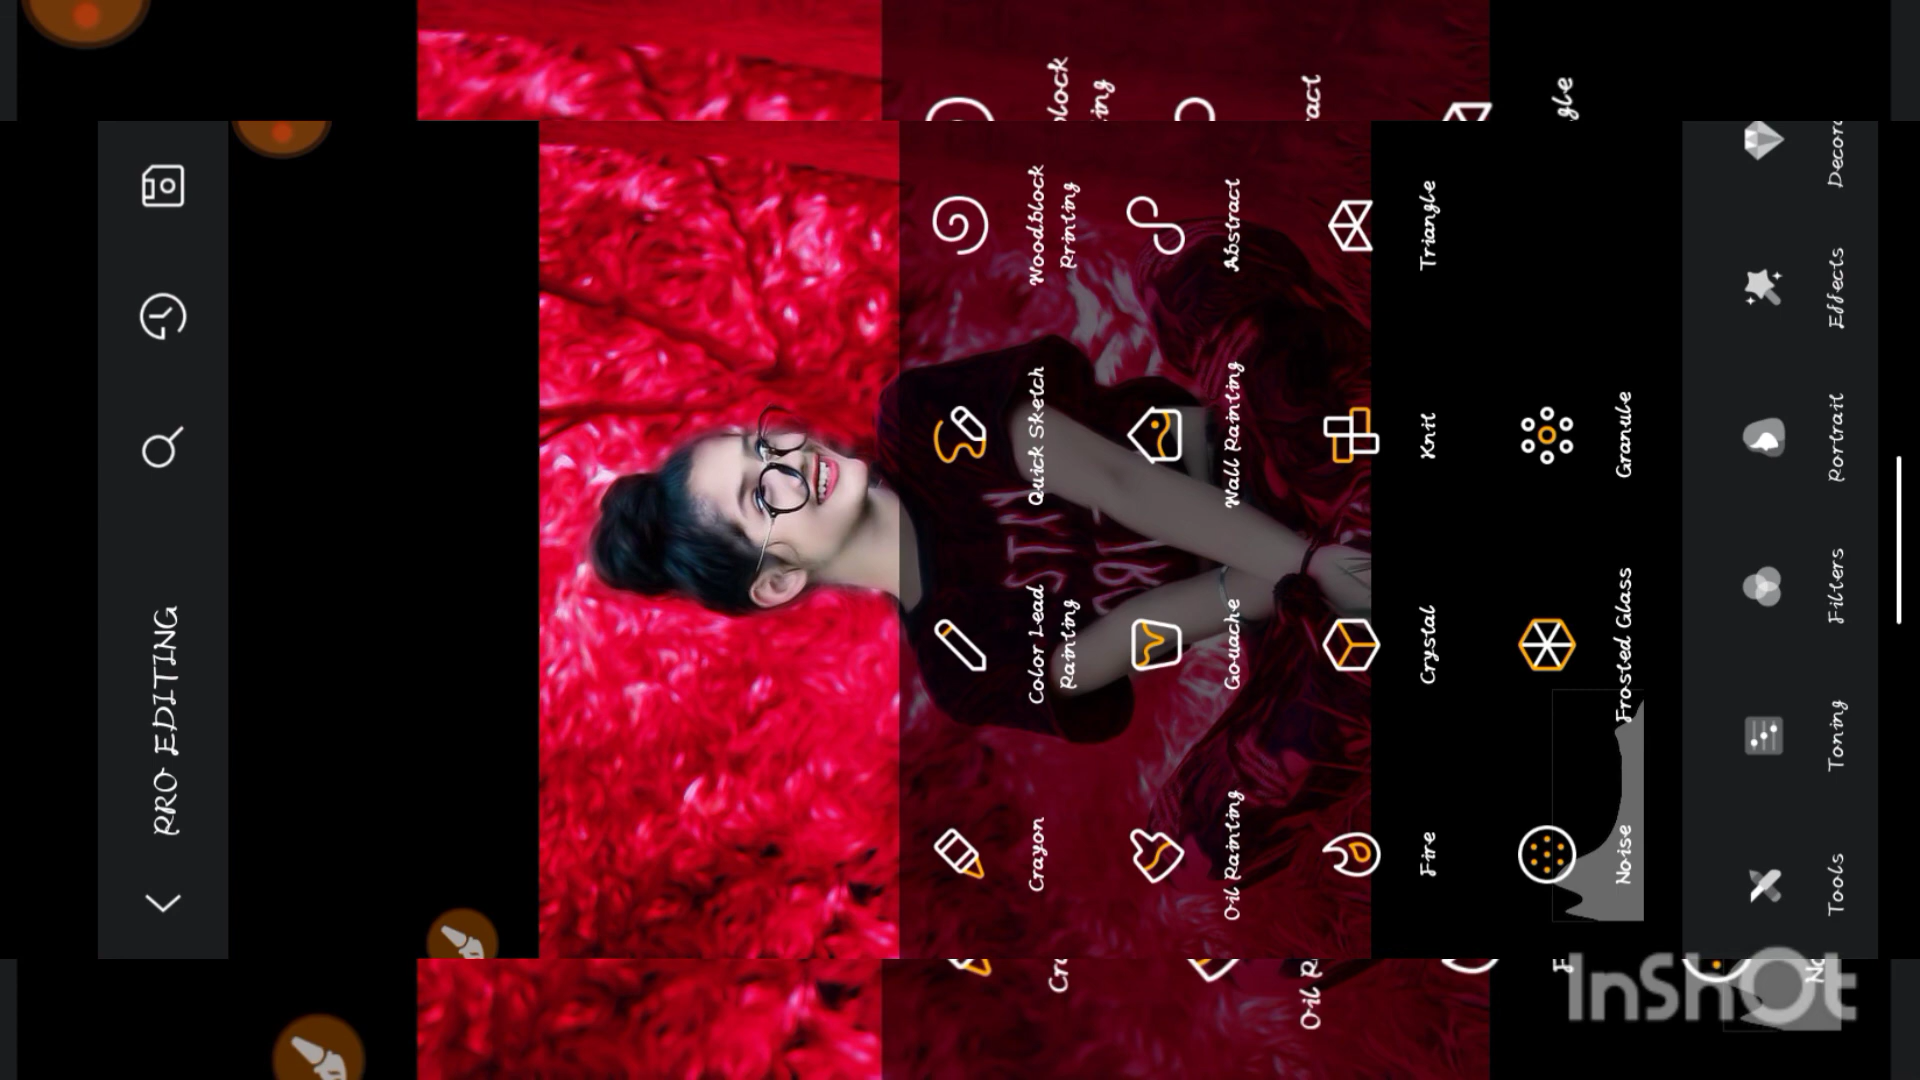 PRO EDITING
Woodblock
Printing
Quick Sketch
Color Lead
Painting
Crayon
Abstract
Wall Painting
Gouache
Oil Painting
Triangle
Knit
Crystal
Fire
Granule
Frosted Glass
Noise
Tools
Toning
Filters
Portrait
Effects
Decor
InShOt